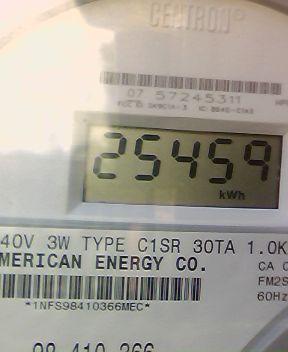 CENTRON®
07 57245311
25459
kWh
40V 3W TYPE C1SR 30TA 1.0K
MERICAN ENERGY CO.
CA 0
FM2S
*1NFS98410366MEC*
60Hz
98 410 366